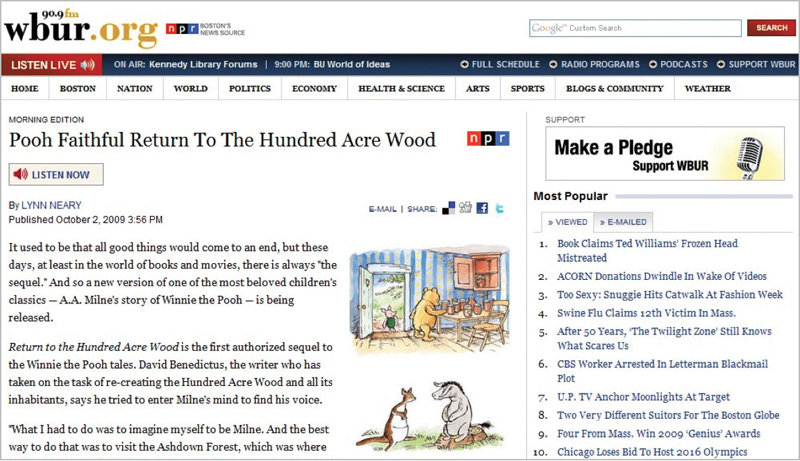 90.9fm
wbur.org
npr BOSTON'S
NEWS SOURCE
Google™ Custom Search
SEARCH
LISTEN LIVE
ON AIR: Kennedy Library Forums | 9:00 PM: BU World of Ideas
FULL SCHEDULE RADIO PROGRAMS PODCASTS SUPPORT WBUR
HOME BOSTON NATION WORLD POLITICS ECONOMY HEALTH & SCIENCE ARTS SPORTS BLOGS & COMMUNITY WEATHER
MORNING EDITION
Pooh Faithful Return To The Hundred Acre Wood
npr
LISTEN NOW
By LYNN NEARY
Published October 2, 2009 3:56 PM
E-MAIL | SHARE:
It used to be that all good things would come to an end, but these
days, at least in the world of books and movies, there is always "the
sequel." And so a new version of one of the most beloved children's
classics — A.A. Milne's story of Winnie the Pooh — is being
released.
Return to the Hundred Acre Wood is the first authorized sequel to
the Winnie the Pooh tales. David Benedictus, the writer who has
taken on the task of re-creating the Hundred Acre Wood and all its
inhabitants, says he tried to enter Milne's mind to find his voice.
"What I had to do was to imagine myself to be Milne. And the best
way to do that was to visit the Ashdown Forest, which was where
SUPPORT
Make a Pledge
Support WBUR
Most Popular
» VIEWED » E-MAILED
1. Book Claims Ted Williams' Frozen Head
Mistreated
2. ACORN Donations Dwindle In Wake Of Videos
3. Too Sexy: Snuggie Hits Catwalk At Fashion Week
4. Swine Flu Claims 12th Victim In Mass.
5. After 50 Years, 'The Twilight Zone' Still Knows
What Scares Us
6. CBS Worker Arrested In Letterman Blackmail
Plot
7. U.P. TV Anchor Moonlights At Target
8. Two Very Different Suitors For The Boston Globe
9. Four From Mass. Win 2009 'Genius' Awards
10. Chicago Loses Bid To Host 2016 Olympics